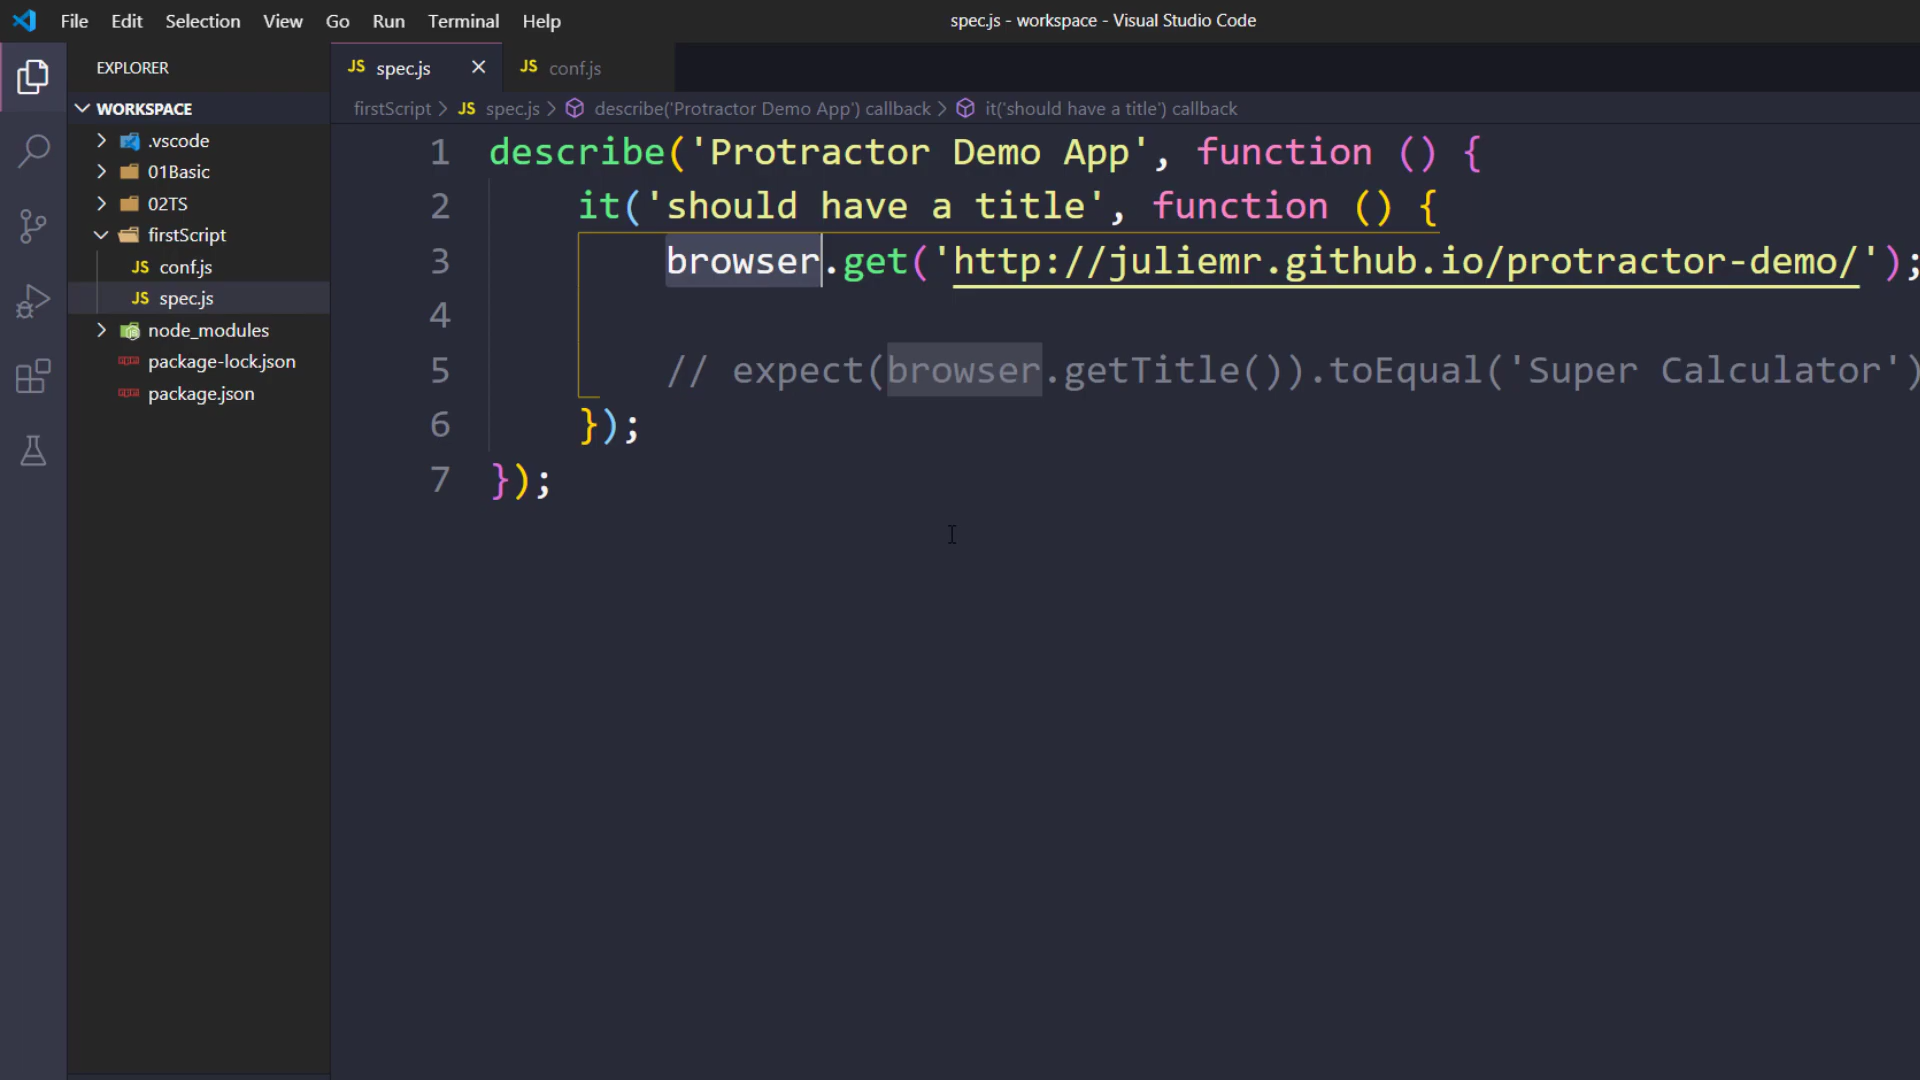 File Edit Selection View Go Run Terminal Help
spec.js - workspace - Visual Studio Code
EXPLORER
WORKSPACE
.vscode
01Basic
02TS
firstScript
JS conf.js
JS spec.js
node_modules
package-lock.json
package.json
JS spec.js
JS conf.js
firstScript > JS spec.js > describe('Protractor Demo App') callback > it('should have a title') callback
1 describe('Protractor Demo App', function () {
2 it('should have a title', function () {
3 browser.get('http://juliemr.github.io/protractor-demo/');
4
5 // expect(browser.getTitle()).toEqual('Super Calculator')
6 });
7 });